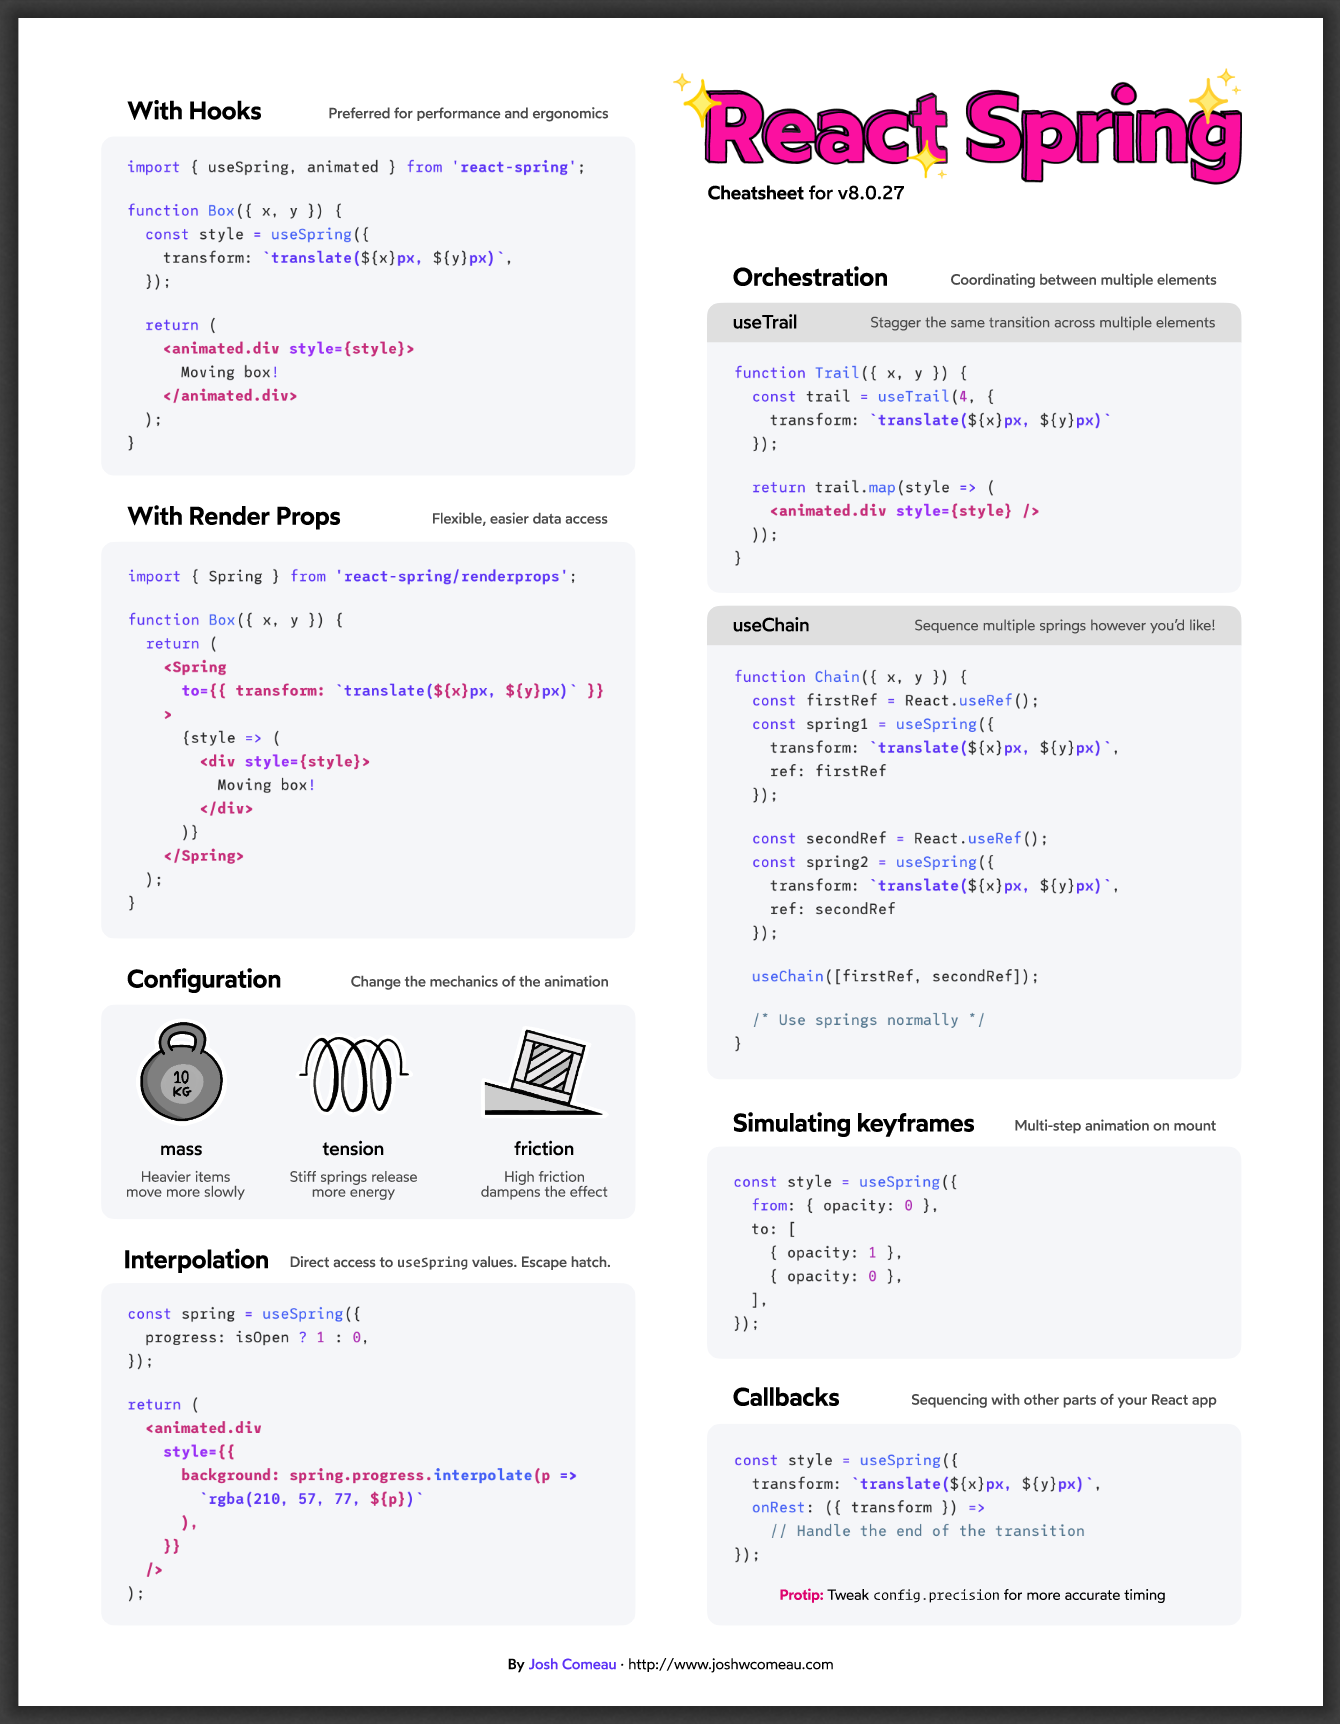 With Hooks
Preferred for performance and ergonomics
import { useSpring, animated } from 'react-spring';
function Box({ x, y }) {
  const style = useSpring({
    transform: `translate(${x}px, ${y}px)`,
  });
  return (
    <animated.div style={style}>
      Moving box!
    </animated.div>
  );
}
With Render Props
Flexible, easier data access
import { Spring } from 'react-spring/renderprops';
function Box({ x, y }) {
  return (
    <Spring
      to={{ transform: `translate(${x}px, ${y}px)` }}
    >
      {style => (
        <div style={style}>
          Moving box!
        </div>
      )}
    </Spring>
  );
}
Configuration
Change the mechanics of the animation
10
KG
mass
Heavier items
move more slowly
tension
Stiff springs release
more energy
friction
High friction
dampens the effect
Interpolation
Direct access to useSpring values. Escape hatch.
const spring = useSpring({
  progress: isOpen ? 1 : 0,
});
return (
  <animated.div
    style={{
      background: spring.progress.interpolate(p =>
        `rgba(210, 57, 77, ${p})`
      ),
    }}
  />
);
React Spring
Cheatsheet for v8.0.27
Orchestration
Coordinating between multiple elements
useTrail
Stagger the same transition across multiple elements
function Trail({ x, y }) {
  const trail = useTrail(4, {
    transform: `translate(${x}px, ${y}px)`
  });
  return trail.map(style => (
    <animated.div style={style} />
  ));
}
useChain
Sequence multiple springs however you'd like!
function Chain({ x, y }) {
  const firstRef = React.useRef();
  const spring1 = useSpring({
    transform: `translate(${x}px, ${y}px)`,
    ref: firstRef
  });
  const secondRef = React.useRef();
  const spring2 = useSpring({
    transform: `translate(${x}px, ${y}px)`,
    ref: secondRef
  });
  useChain([firstRef, secondRef]);
  /* Use springs normally */
}
Simulating keyframes
Multi-step animation on mount
const style = useSpring({
  from: { opacity: 0 },
  to: [
    { opacity: 1 },
    { opacity: 0 },
  ],
});
Callbacks
Sequencing with other parts of your React app
const style = useSpring({
  transform: `translate(${x}px, ${y}px)`,
  onRest: ({ transform }) =>
    // Handle the end of the transition
});
Protip: Tweak config.precision for more accurate timing
By Josh Comeau · http://www.joshwcomeau.com